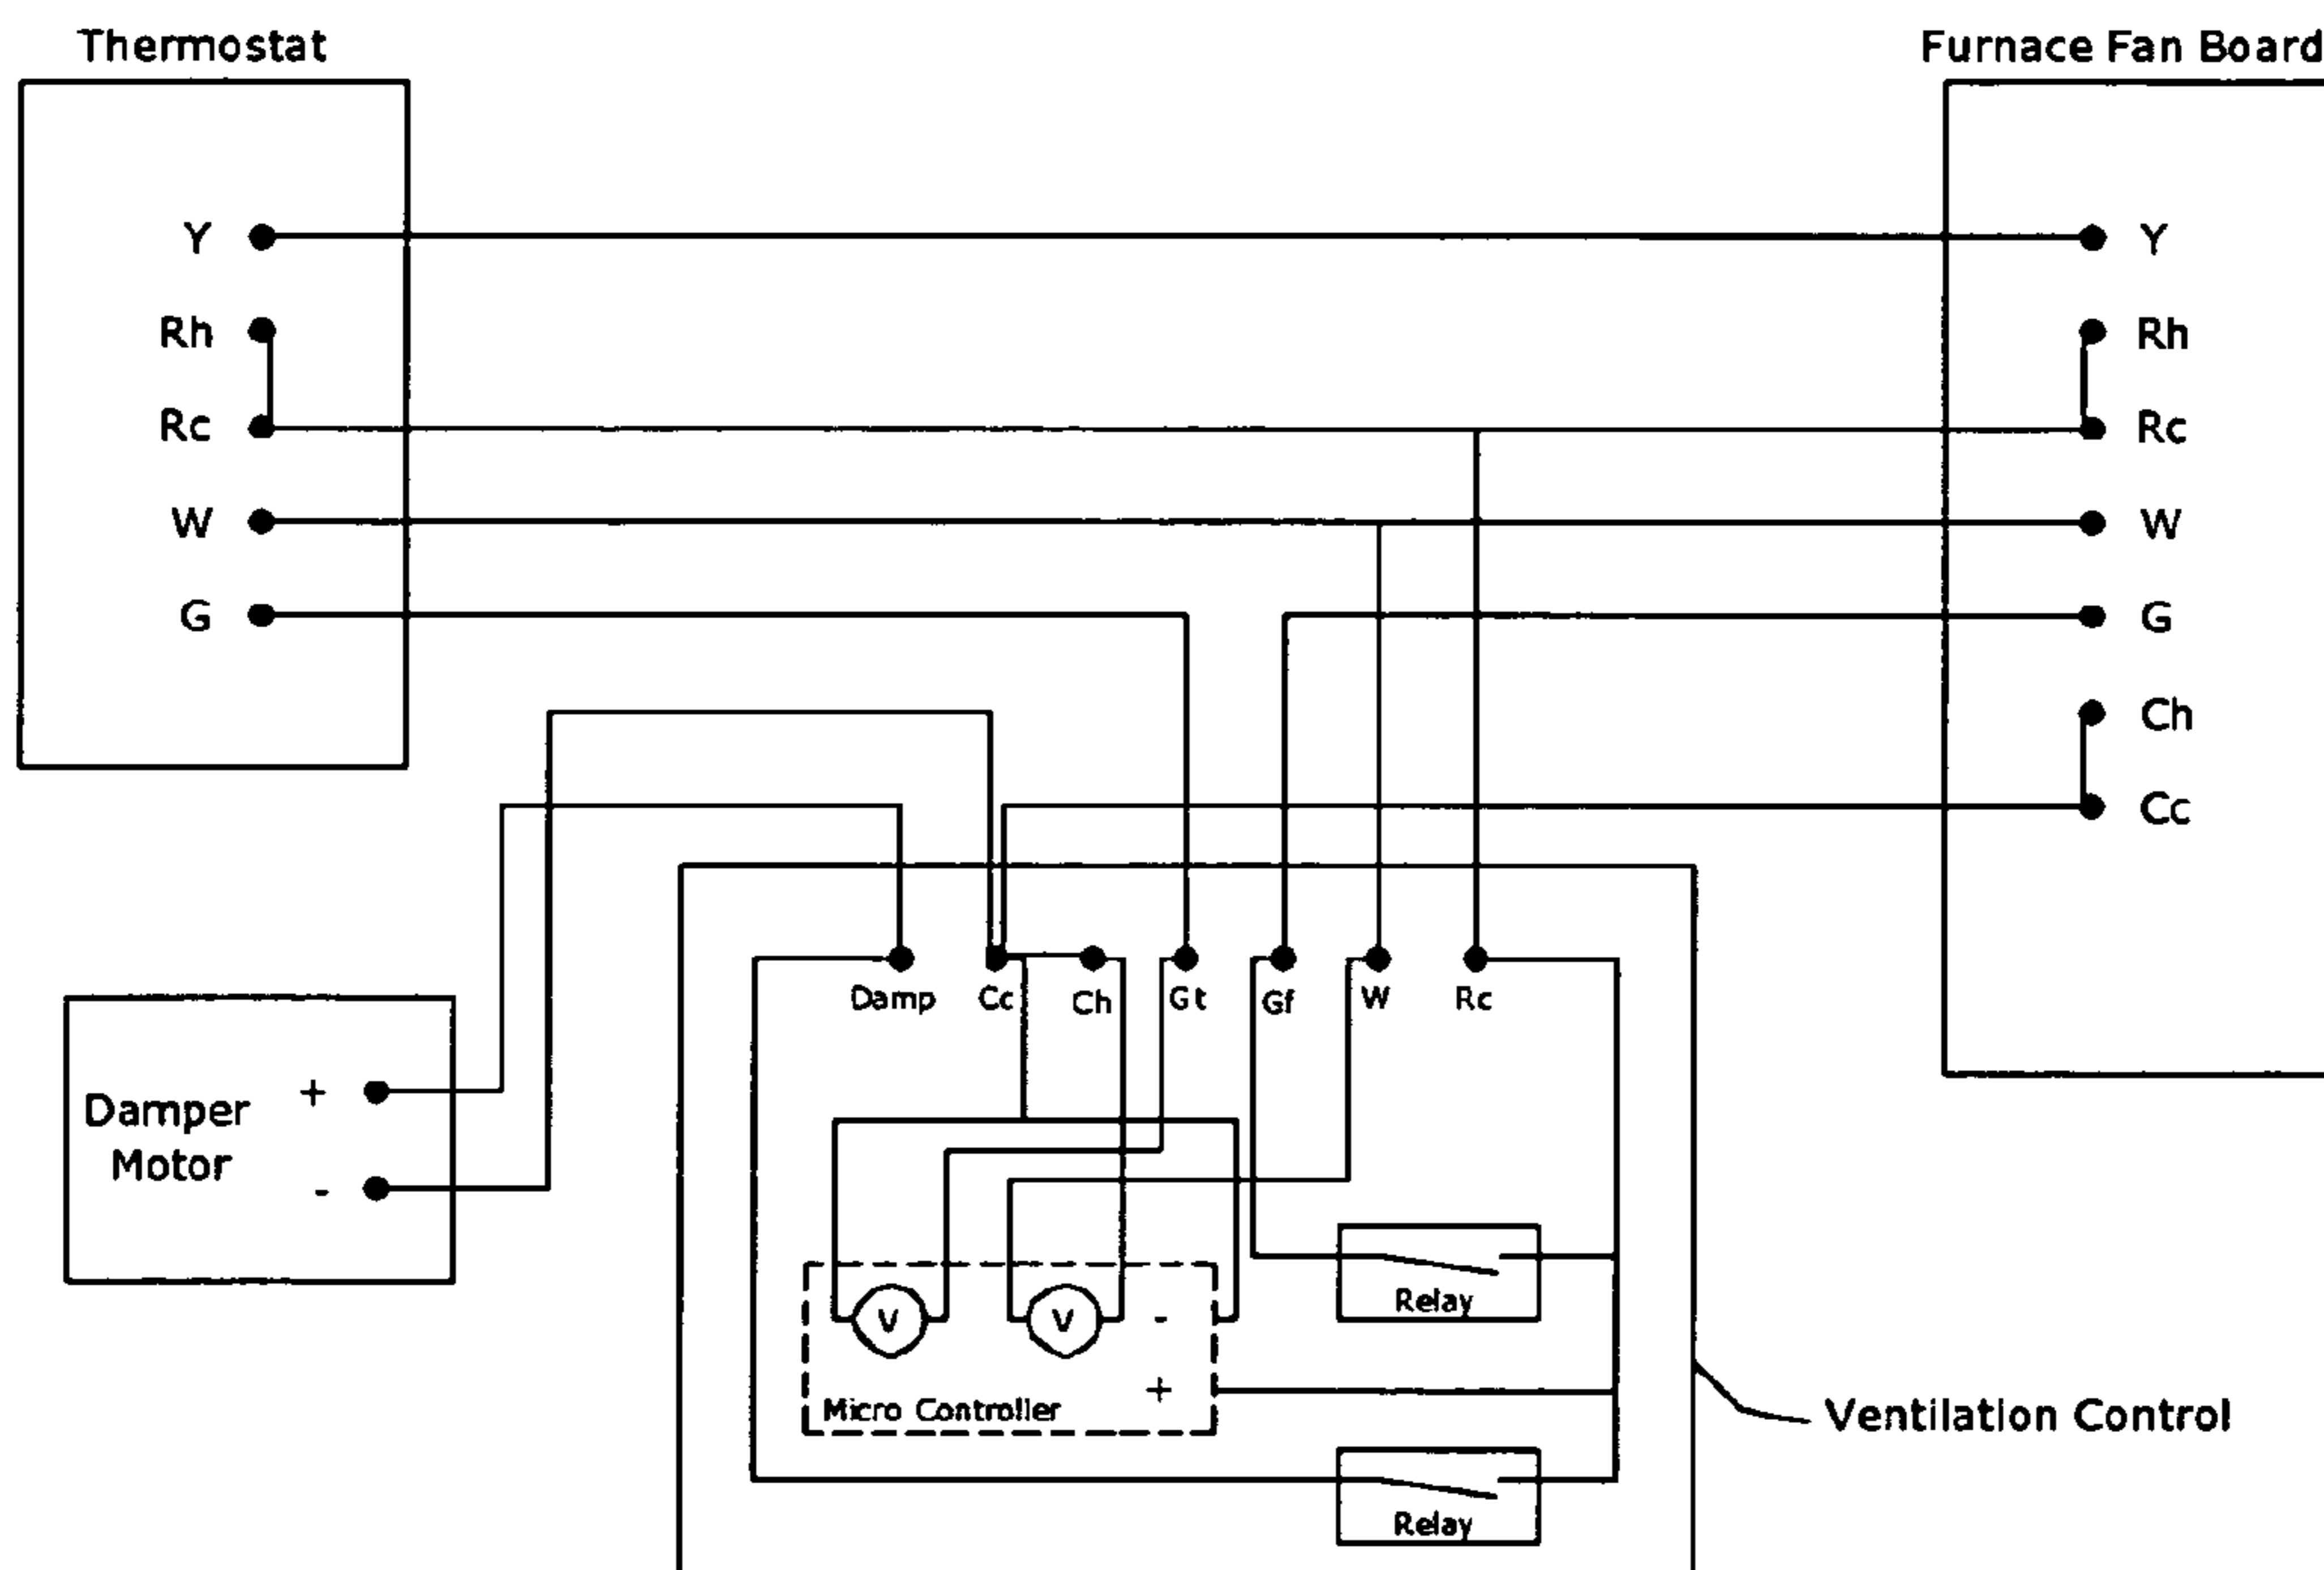 Thermostat
Furnace Fan Board
Y
Rh
Rc
W
G
Y
Rh
Rc
W
G
Ch
Cc
Damp
Cc
Ch
Gt
Gf
W
Rc
Damper
Motor
+
-
V
V
-
+
Micro Controller
Relay
Relay
Ventilation Control